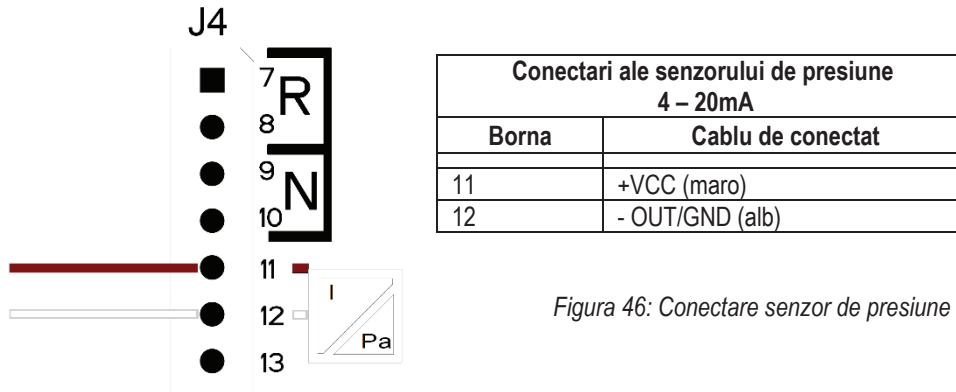 J4
7
R
8
9
N
10
11
I
12
Pa
13
Conectari ale senzorului de presiune
4 – 20mA
Borna Cablu de conectat
11 +VCC (maro)
12 - OUT/GND (alb)
Figura 46: Conectare senzor de presiune